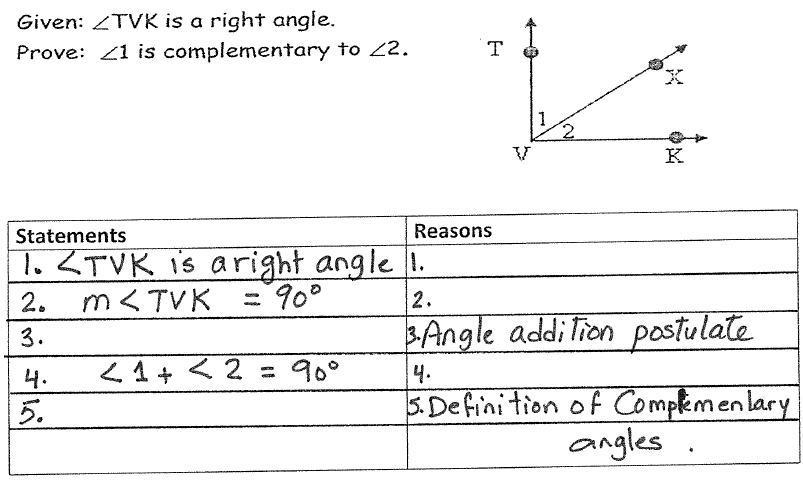 Given: ∠TVK is a right angle.
Prove: ∠1 is complementary to ∠2.
T
X
1
2
V
K
Statements Reasons
1. <TVK is a right angle 1.
2. m<TVK = 90° 2.
3. 3. Angle addition postulate
4. <1 + <2 = 90° 4.
5. 5. Definition of Complemenlary
angles.